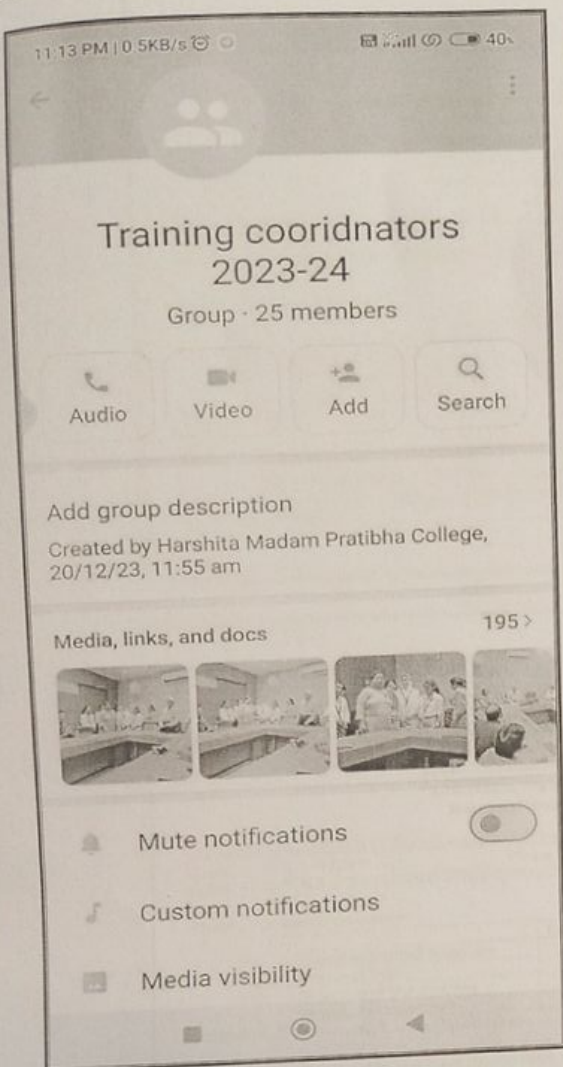 11:13 PM | 0.5KB/s
40
Training cooridnators
2023-24
Group · 25 members
Audio
Video
Add
Search
Add group description
Created by Harshita Madam Pratibha College,
20/12/23, 11:55 am
Media, links, and docs
195 >
Mute notifications
Custom notifications
Media visibility